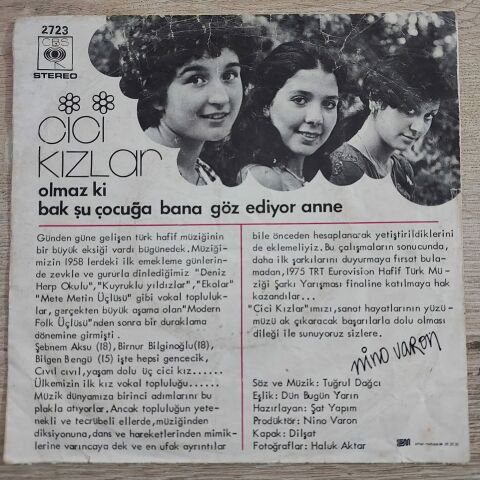 2723
CBS
STEREO
CİCİ
KIZLAR
olmaz ki
bak şu çocuğa bana göz ediyor anne
Günden güne gelişen türk hafif müziğinin
bir büyük eksiği vardı bugünedek. Müziği-
mizin 1958 lerdeki ilk emekleme günlerin-
de zevkle ve gururla dinlediğimiz "Deniz
Harp Okulu","Kuyruklu yıldızlar","Ekolar"
"Mete Metin Üçlüsü" gibi vokal topluluk-
lar, gerçekten büyük aşama olan"Modern
Folk Üçlüsü"nden sonra bir duraklama
dönemine girmişti .
Şebnem Aksu (18), Birnur Bilginoğlu(18),
Bilgen Bengü (15) işte hepsi gencecik,
Cıvıl cıvıl,yaşam dolu üç cici kız......
Ülkemizin ilk kız vokal topluluğu......
Müzik dünyamıza birinci adımlarını bu
plakla atıyorlar.Ancak topluluğun yete-
nekli ve tecrübeli ellerde,müziğinden
diksiyonuna,dans ve hareketlerinden mimik-
lerine varıncaya dek ve en ufak ayrıntılar
bile önceden hesaplanarak yetiştirildiklerini
de eklemeliyiz. Bu çalışmaların sonucunda,
daha ilk şarkılarını duyurmaya fırsat bula-
madan,1975 TRT Eurovision Hafif Türk Mü-
ziği Şarkı Yarışması finaline katılmaya hak
kazandılar...
"Cici Kızlar"ımızı,sanat hayatlarının yüzü-
müzü ak çıkaracak başarılarla dolu olması
dileği ile sunuyoruz sizlere.
nino varon
Söz ve Müzik: Tuğrul Dağcı
Eşlik: Dün Bugün Yarın
Hazırlayan: Şat Yapım
Prodüktör: Nino Varon
Kapak: Dilşat
Fotoğraflar: Haluk Aktar